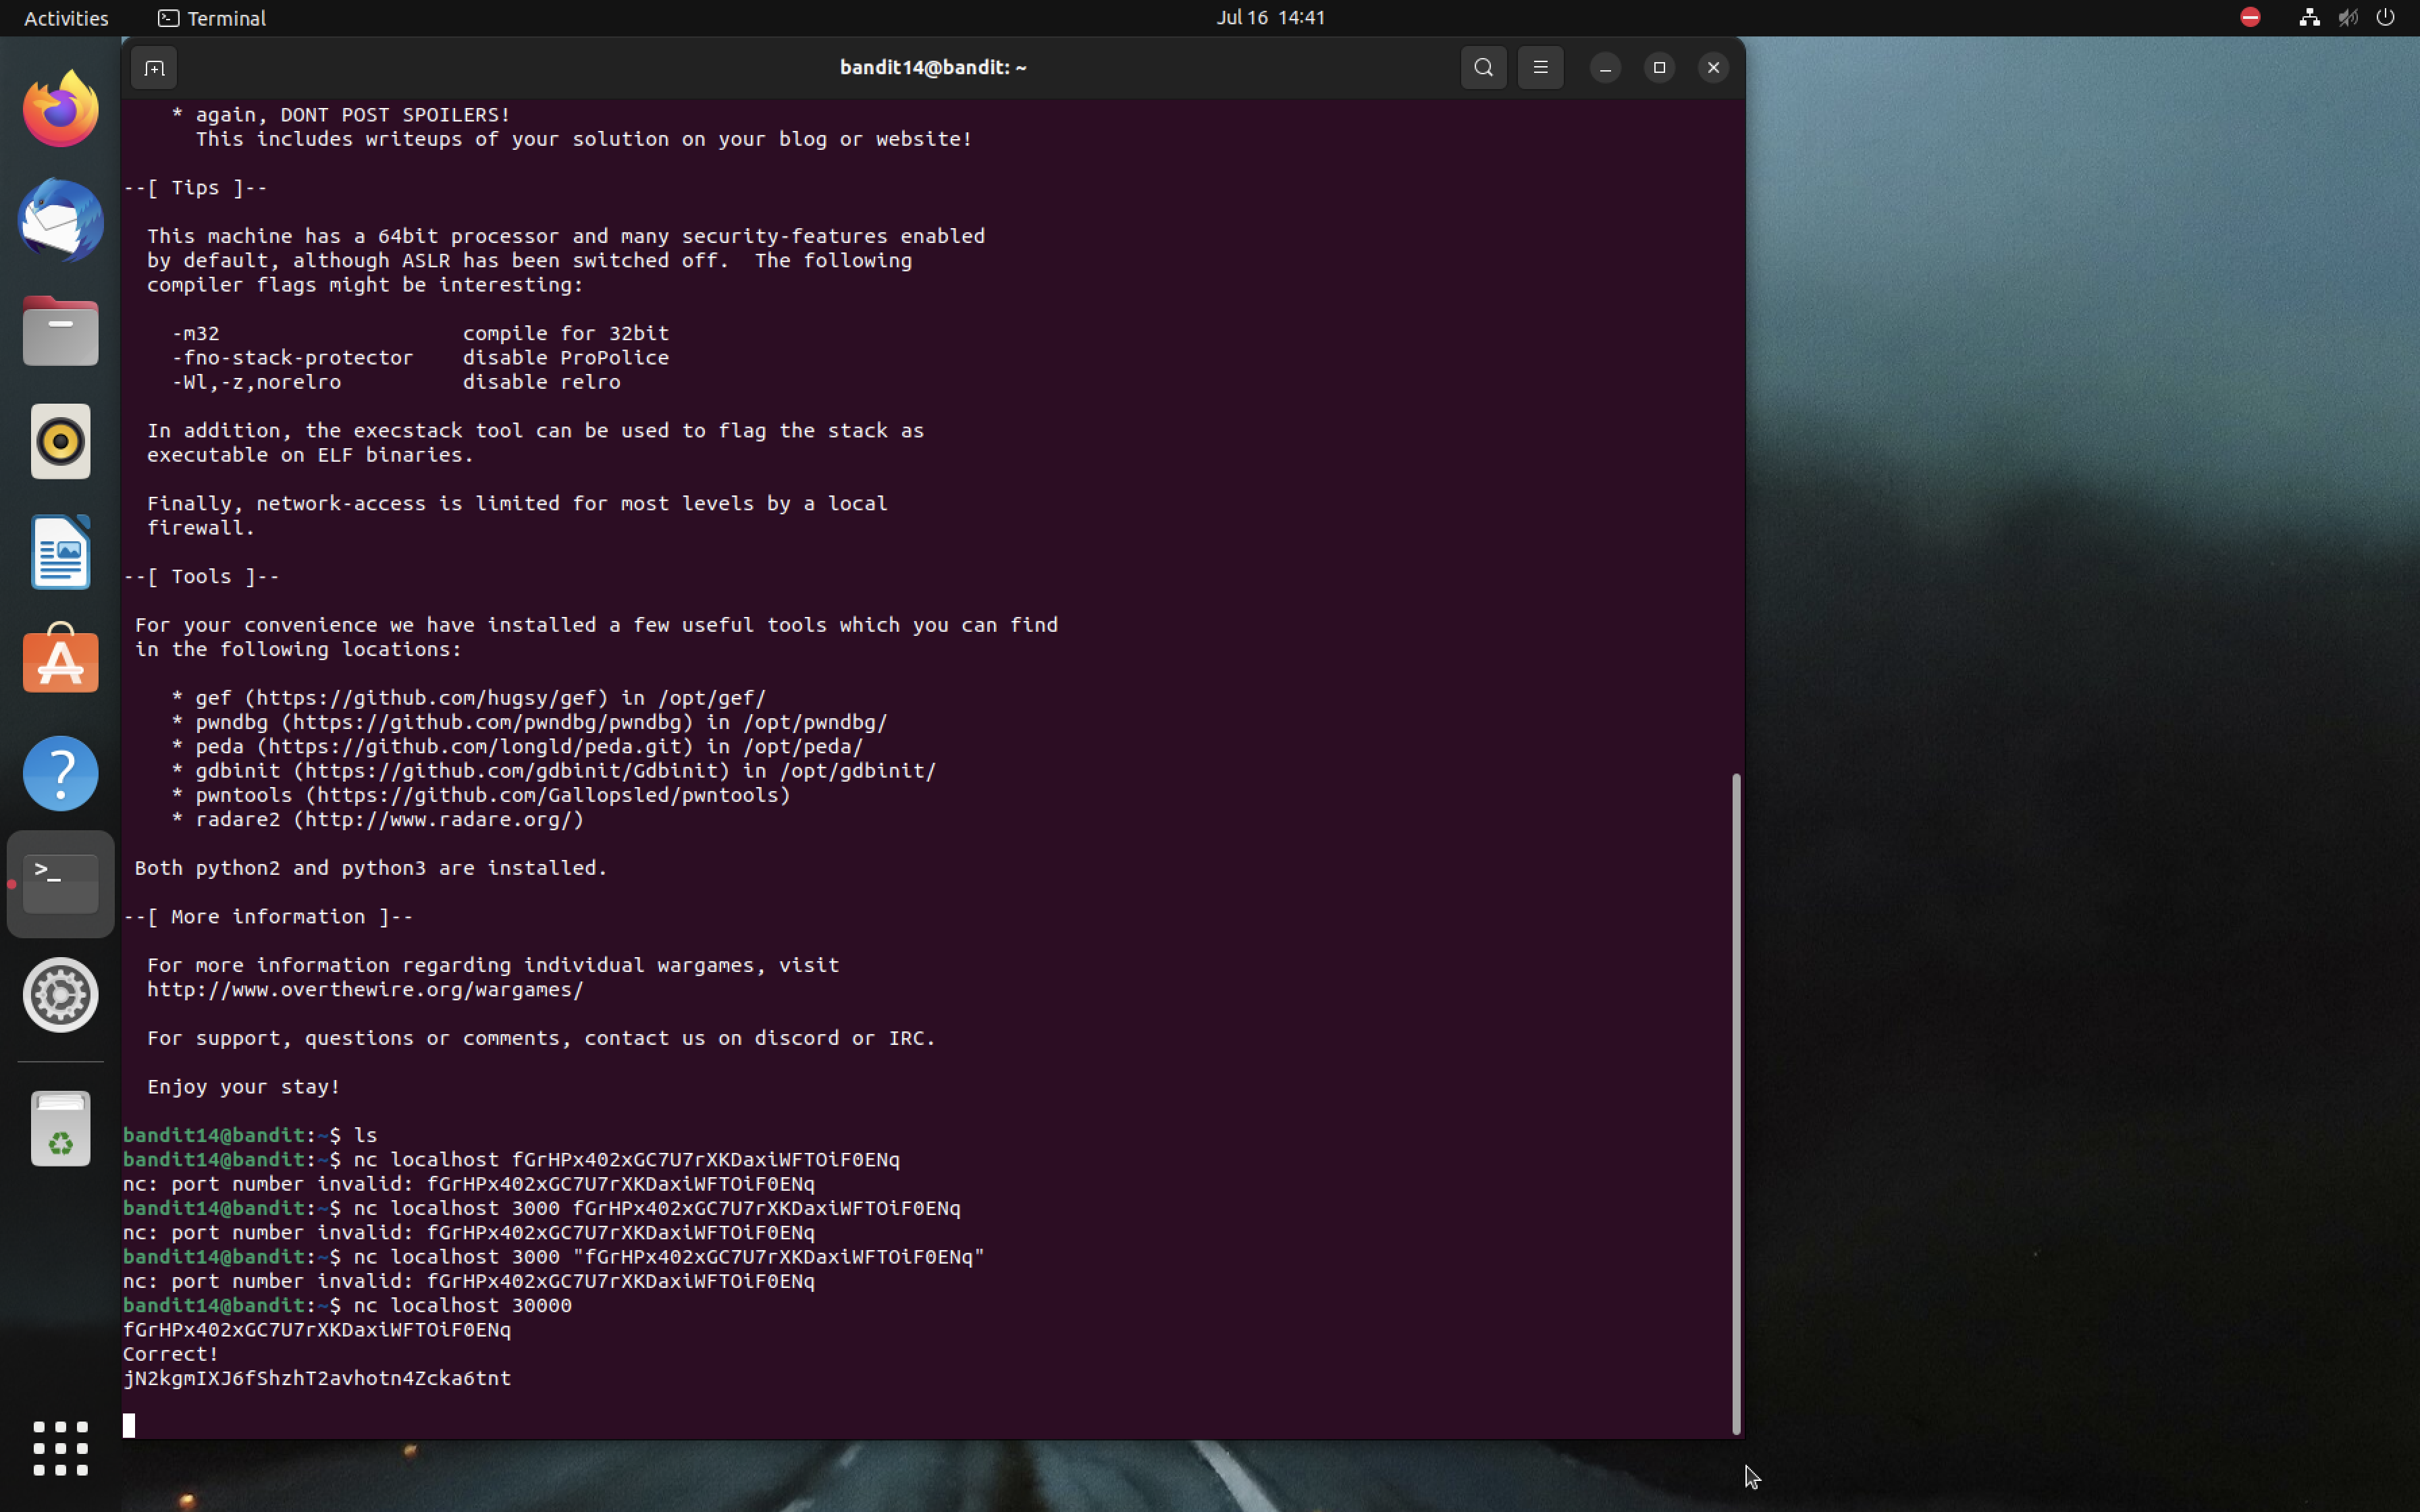 Activities
Terminal
Jul 16 14:41
bandit14@bandit: ~
* again, DONT POST SPOILERS!
This includes writeups of your solution on your blog or website!
--[ Tips ]--
This machine has a 64bit processor and many security-features enabled
by default, although ASLR has been switched off.  The following
compiler flags might be interesting:
-m32                    compile for 32bit
-fno-stack-protector    disable ProPolice
-Wl,-z,norelro          disable relro
In addition, the execstack tool can be used to flag the stack as
executable on ELF binaries.
Finally, network-access is limited for most levels by a local
firewall.
--[ Tools ]--
For your convenience we have installed a few useful tools which you can find
in the following locations:
* gef (https://github.com/hugsy/gef) in /opt/gef/
* pwndbg (https://github.com/pwndbg/pwndbg) in /opt/pwndbg/
* peda (https://github.com/longld/peda.git) in /opt/peda/
* gdbinit (https://github.com/gdbinit/Gdbinit) in /opt/gdbinit/
* pwntools (https://github.com/Gallopsled/pwntools)
* radare2 (http://www.radare.org/)
Both python2 and python3 are installed.
--[ More information ]--
For more information regarding individual wargames, visit
http://www.overthewire.org/wargames/
For support, questions or comments, contact us on discord or IRC.
Enjoy your stay!
bandit14@bandit:~$ ls
bandit14@bandit:~$ nc localhost fGrHPx402xGC7U7rXKDaxiWFTOiF0ENq
nc: port number invalid: fGrHPx402xGC7U7rXKDaxiWFTOiF0ENq
bandit14@bandit:~$ nc localhost 3000 fGrHPx402xGC7U7rXKDaxiWFTOiF0ENq
nc: port number invalid: fGrHPx402xGC7U7rXKDaxiWFTOiF0ENq
bandit14@bandit:~$ nc localhost 3000 "fGrHPx402xGC7U7rXKDaxiWFTOiF0ENq"
nc: port number invalid: fGrHPx402xGC7U7rXKDaxiWFTOiF0ENq
bandit14@bandit:~$ nc localhost 30000
fGrHPx402xGC7U7rXKDaxiWFTOiF0ENq
Correct!
jN2kgmIXJ6fShzhT2avhotn4Zcka6tnt